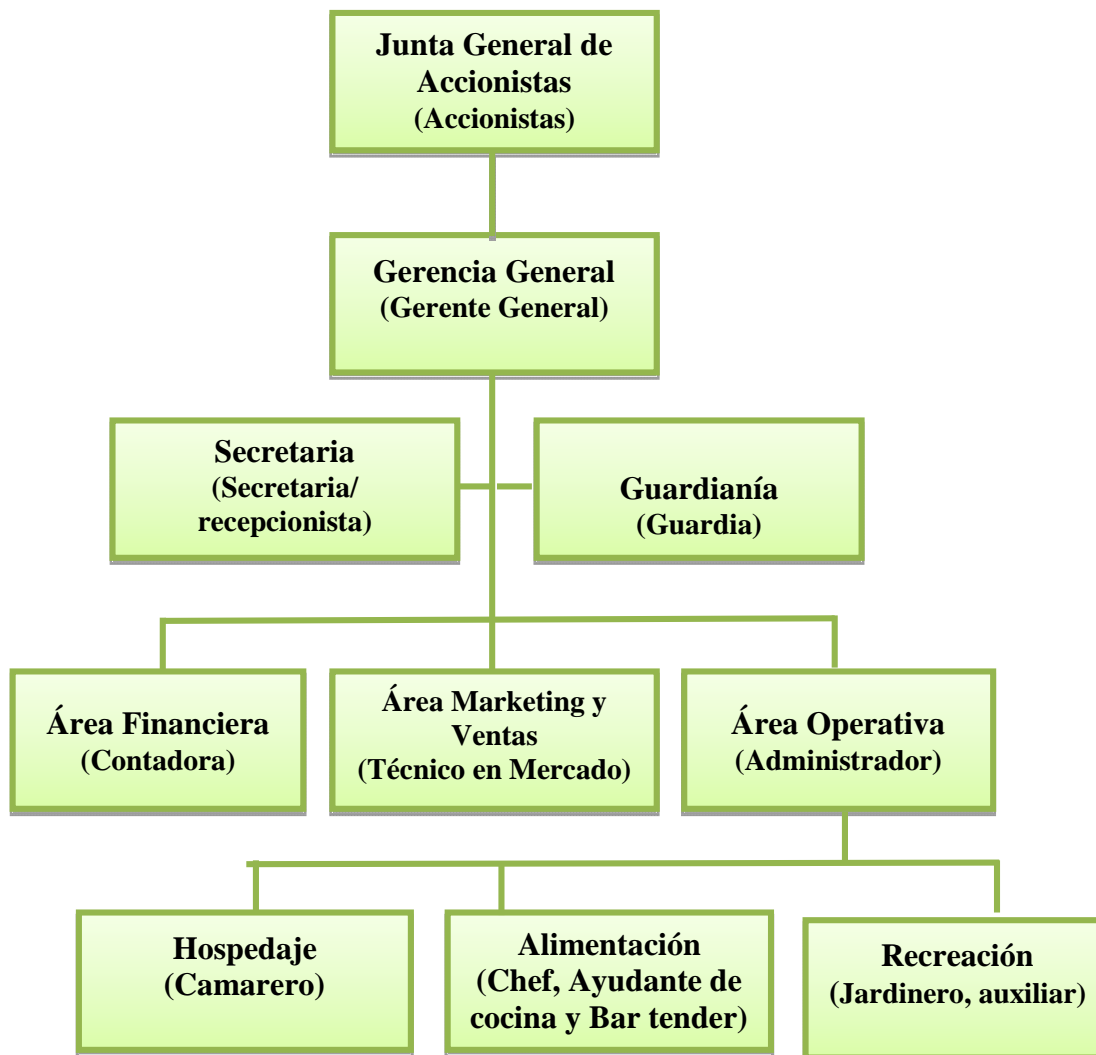 Junta General de
Accionistas
(Accionistas)
Gerencia General
(Gerente General)
Secretaria
(Secretaria/
recepcionista)
Guardianía
(Guardia)
Área Financiera
(Contadora)
Área Marketing y
Ventas
(Técnico en Mercado)
Área Operativa
(Administrador)
Hospedaje
(Camarero)
Alimentación
(Chef, Ayudante de
cocina y Bar tender)
Recreación
(Jardinero, auxiliar)